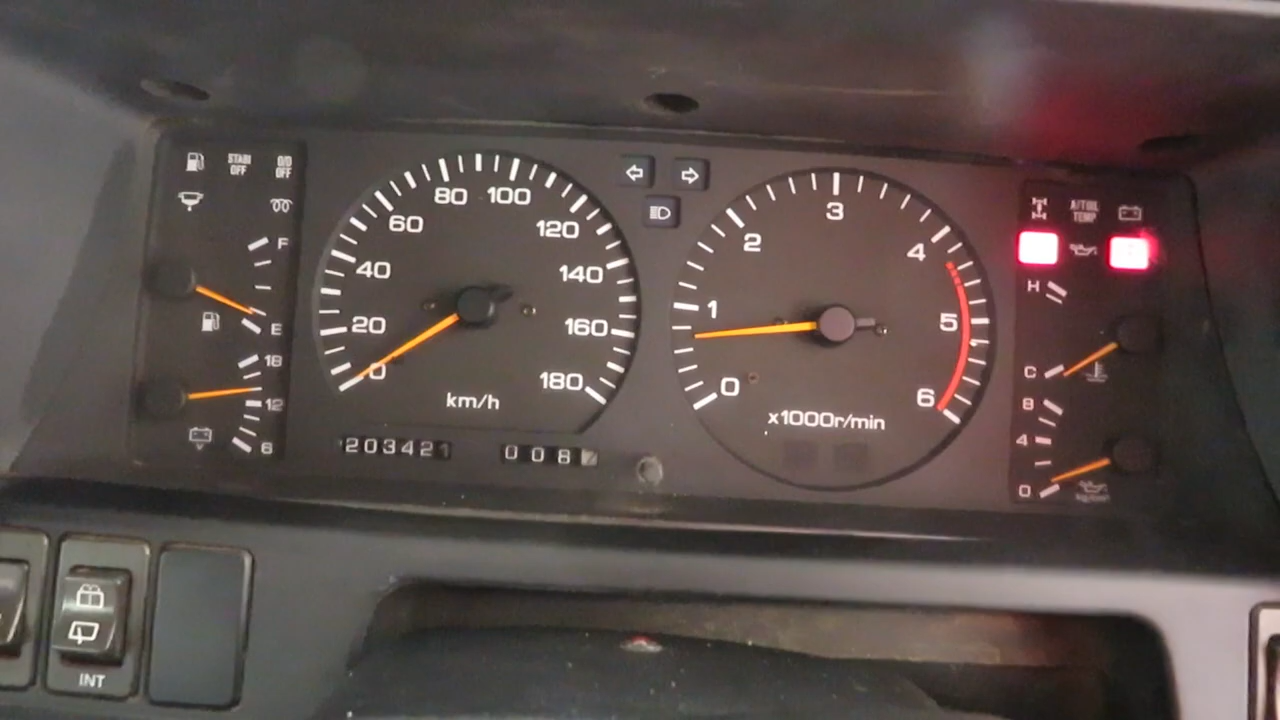 STABI OFF
O/D OFF
F
E
18
12
6
0
20
40
60
80
100
120
140
160
180
km/h
203421
008
0
1
2
3
4
5
6
x1000r/min
A/TOIL TEMP
H
C
8
4
0
INT